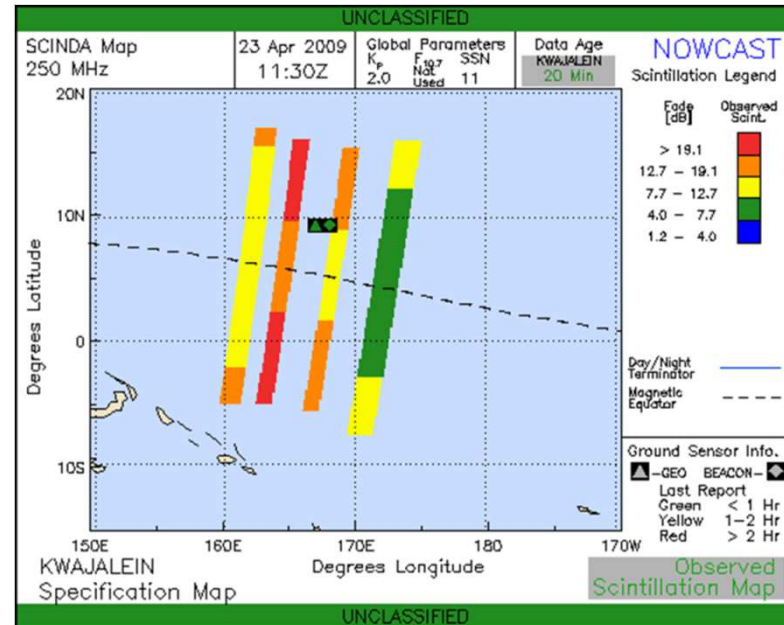 UNCLASSIFIED
SCINDA Map
250 MHz
23 Apr 2009
11:30Z
Global Parameters
Kp F10.7 SSN
2.0 Not Used 11
Data Age
KWAJALEIN
20 Min
NOWCAST
Scintillation Legend
Fade [dB] Observed Scint.
> 19.1
12.7 - 19.1
7.7 - 12.7
4.0 - 7.7
1.2 - 4.0
20N
10N
0
10S
Degrees Latitude
150E 160E 170E 180 170W
Degrees Longitude
Day/Night
Terminator
Magnetic
Equator
Ground Sensor Info.
-GEO BEACON-
Last Report
Green < 1 Hr
Yellow 1-2 Hr
Red > 2 Hr
KWAJALEIN
Specification Map
Observed
Scintillation Map
UNCLASSIFIED